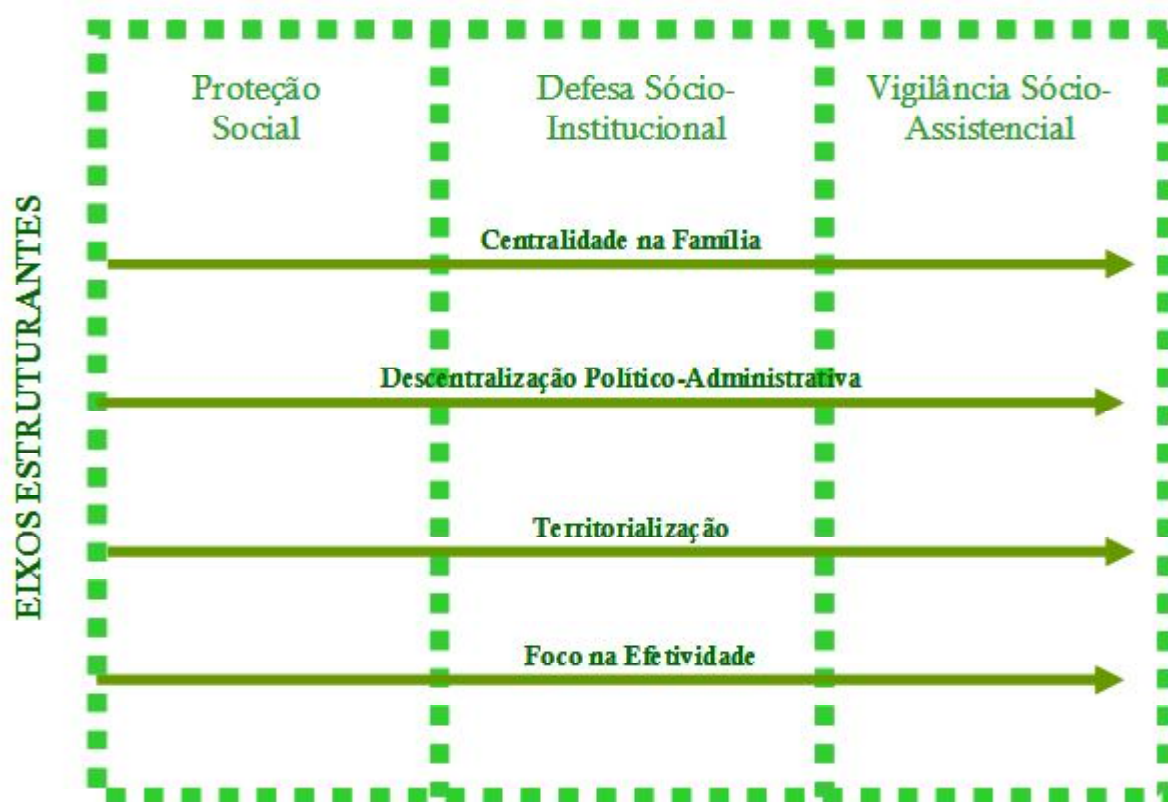 Proteção
Social
Defesa Sócio-
Institucional
Vigilância Sócio-
Assistencial
EIXOS ESTRUTURANTES
Centralidade na Família
Descentralização Político-Administrativa
Territorialização
Foco na Efetividade